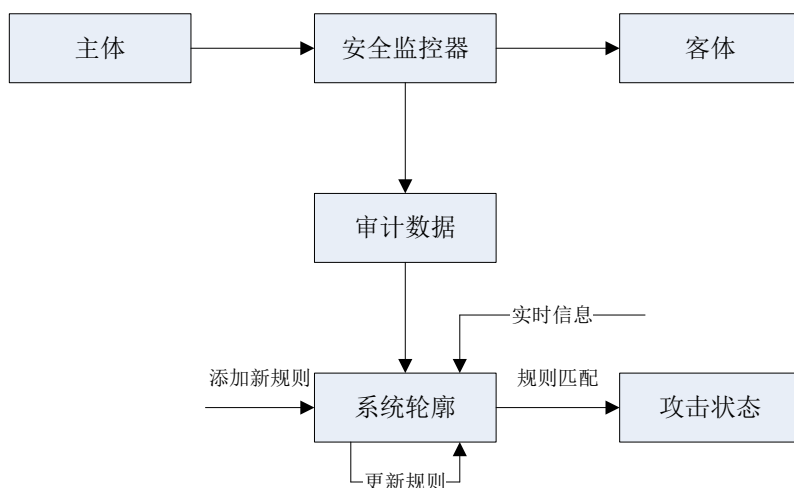 主体
安全监控器
客体
审计数据
实时信息
添加新规则
系统轮廓
规则匹配
攻击状态
更新规则